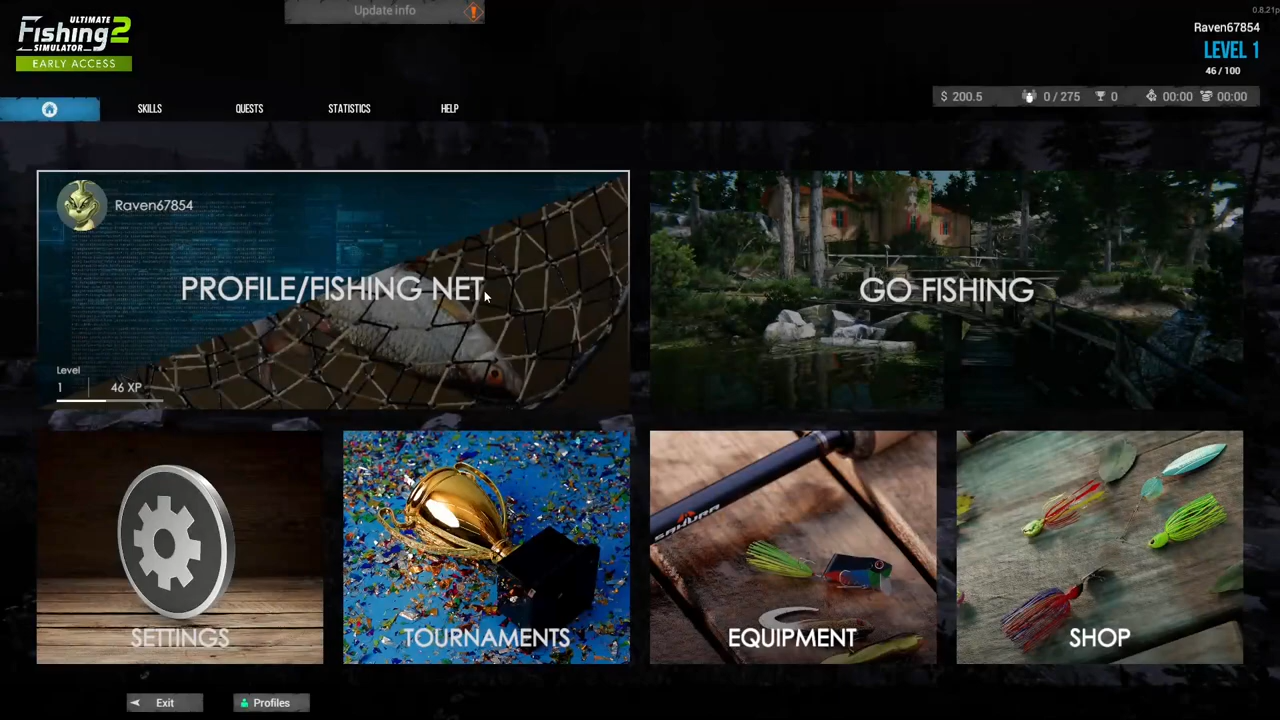 ULTIMATE
Fishing 2
SIMULATOR
EARLY ACCESS
Update info
0.8.21p
Raven67854
LEVEL 1
46 / 100
$ 200.5
0 / 275
0
00:00
00:00
SKILLS
QUESTS
STATISTICS
HELP
Raven67854
PROFILE/FISHING NET
Level
1
46 XP
GO FISHING
SETTINGS
TOURNAMENTS
SAKURA
EQUIPMENT
SHOP
Exit
Profiles